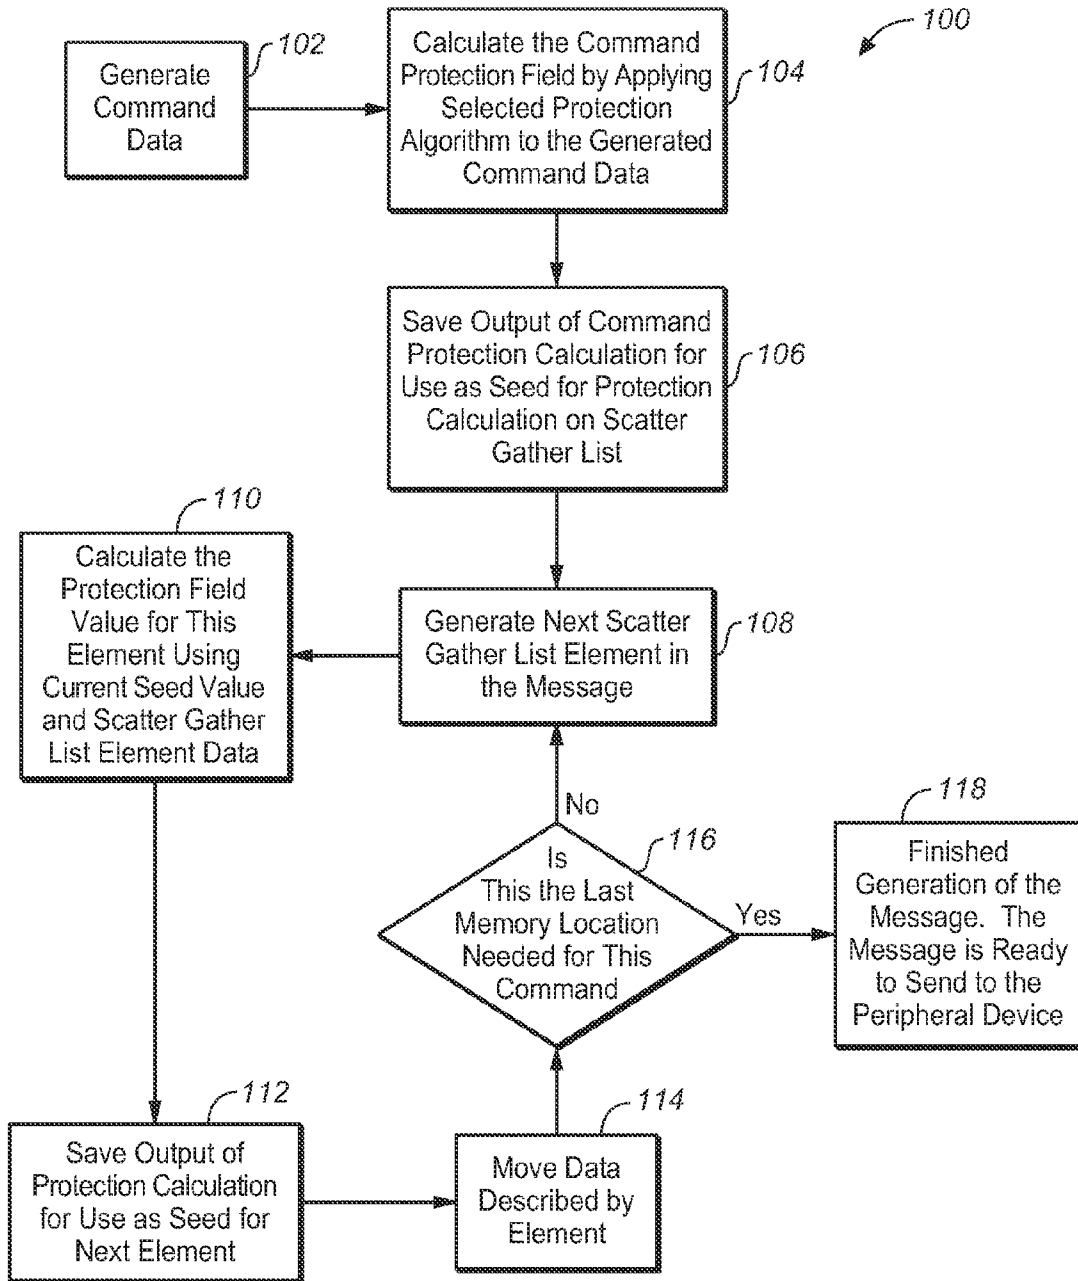 100
102
Generate
Command
Data
104
Calculate the Command
Protection Field by Applying
Selected Protection
Algorithm to the Generated
Command Data
106
Save Output of Command
Protection Calculation for
Use as Seed for Protection
Calculation on Scatter
Gather List
108
Generate Next Scatter
Gather List Element in
the Message
110
Calculate the
Protection Field
Value for This
Element Using
Current Seed Value
and Scatter Gather
List Element Data
112
Save Output of
Protection Calculation
for Use as Seed for
Next Element
114
Move Data
Described by
Element
116
Is
This the Last
Memory Location
Needed for This
Command
No
Yes
118
Finished
Generation of the
Message. The
Message is Ready
to Send to the
Peripheral Device